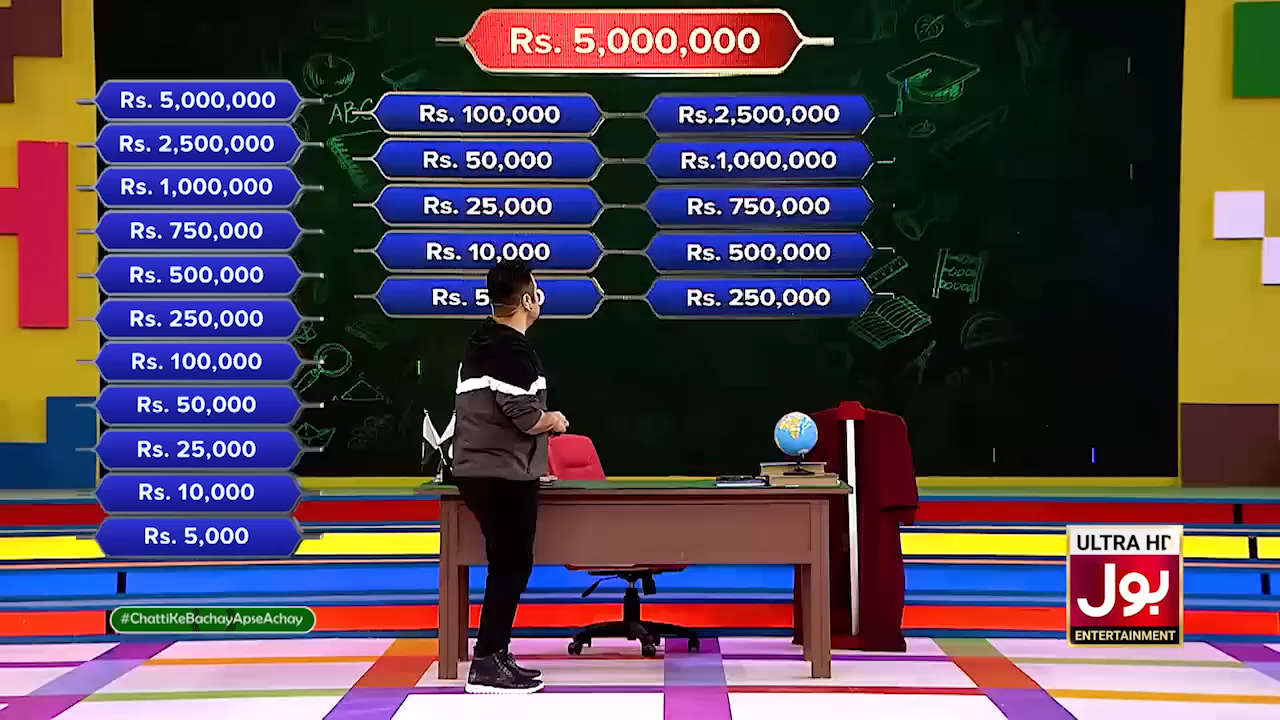 Rs. 5,000,000
Rs. 5,000,000
Rs. 2,500,000
Rs. 1,000,000
Rs. 750,000
Rs. 500,000
Rs. 250,000
Rs. 100,000
Rs. 50,000
Rs. 25,000
Rs. 10,000
Rs. 5,000
Rs. 100,000
Rs.2,500,000
Rs. 50,000
Rs.1,000,000
Rs. 25,000
Rs. 750,000
Rs. 10,000
Rs. 500,000
Rs. 5
Rs. 250,000
ABC
#ChattiKeBachayApseAchay
ULTRA HD
بول
ENTERTAINMENT